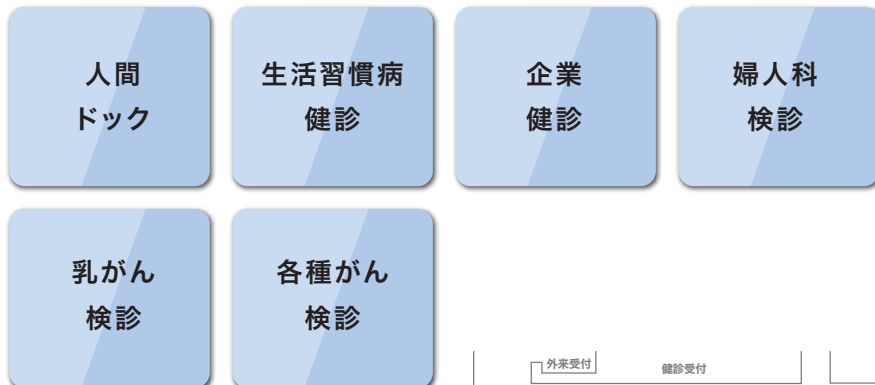 人間
ドック
生活習慣病
健診
企業
健診
婦人科
検診
乳がん
検診
各種がん
検診
外来受付
健診受付